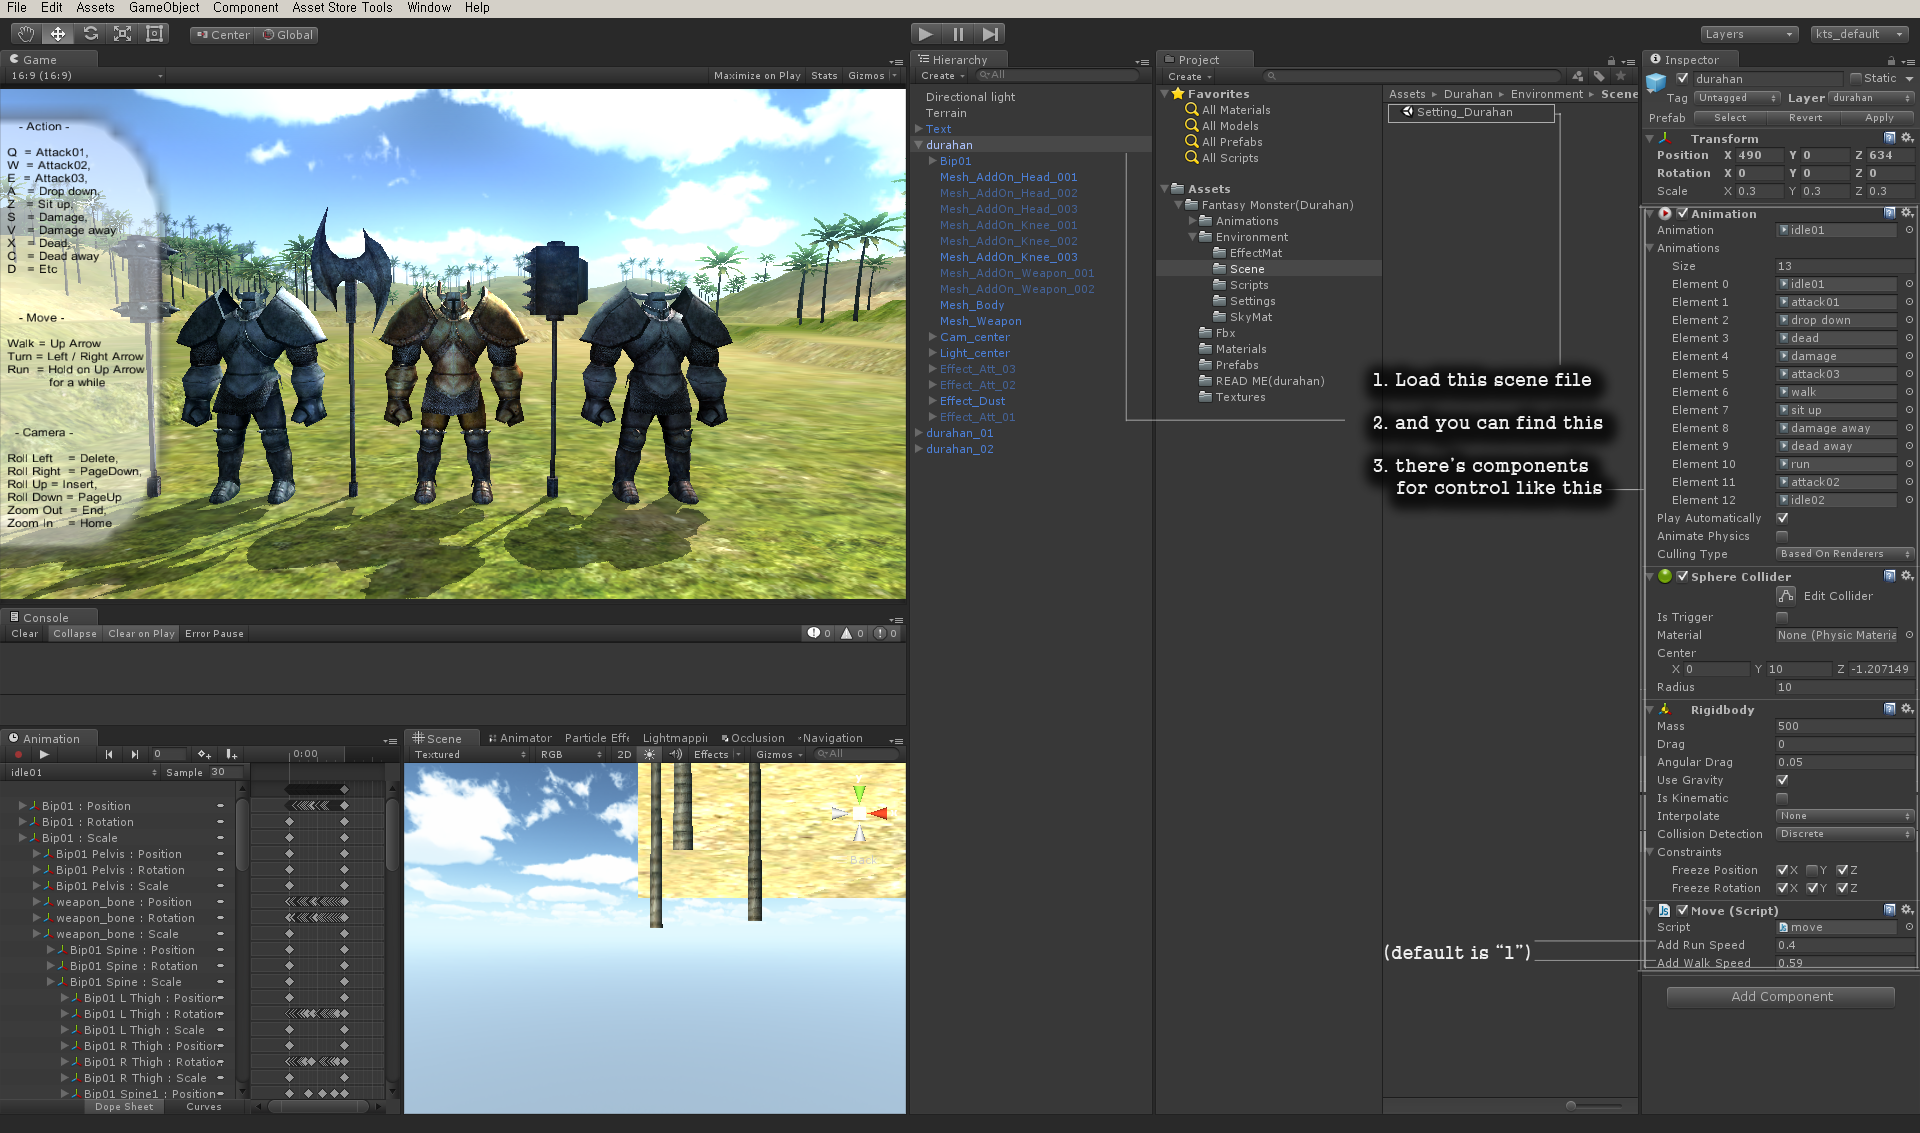 File Edit Assets GameObject Component Asset Store Tools Window Help
Center Global
Layers
kts_default
Game
16:9 (16:9)
Maximize on Play Stats Gizmos
- Action -
Q = Attack01,
W = Attack02,
E = Attack03,
A = Drop down,
Z = Sit up,
S = Damage,
V = Damage away
X = Dead,
C = Dead away
D = Etc
- Move -
Walk = Up Arrow
Turn = Left / Right Arrow
Run = Hold on Up Arrow
for a while
- Camera -
Roll Left = Delete,
Roll Right = PageDown,
Roll Up = Insert,
Roll Down = PageUp
Zoom Out = End,
Zoom In = Home
Console
Clear Collapse Clear on Play Error Pause
0 0 0
Animation
0 0:00
idle01 Sample 30
Bip01 : Position
Bip01 : Rotation
Bip01 : Scale
Bip01 Pelvis : Position
Bip01 Pelvis : Rotation
Bip01 Pelvis : Scale
weapon_bone : Position
weapon_bone : Rotation
weapon_bone : Scale
Bip01 Spine : Position
Bip01 Spine : Rotation
Bip01 Spine : Scale
Bip01 L Thigh : Position
Bip01 L Thigh : Rotation
Bip01 L Thigh : Scale
Bip01 R Thigh : Position
Bip01 R Thigh : Rotation
Bip01 R Thigh : Scale
Bip01 Spine1 : Position
Dope Sheet Curves
Scene Animator Particle Effe Lightmappi Occlusion Navigation
Textured RGB 2D Effects Gizmos All
Back
Hierarchy
Create All
Directional light
Terrain
Text
durahan
Bip01
Mesh_AddOn_Head_001
Mesh_AddOn_Head_002
Mesh_AddOn_Head_003
Mesh_AddOn_Knee_001
Mesh_AddOn_Knee_002
Mesh_AddOn_Knee_003
Mesh_AddOn_Weapon_001
Mesh_AddOn_Weapon_002
Mesh_Body
Mesh_Weapon
Cam_center
Light_center
Effect_Att_03
Effect_Att_02
Effect_Dust
Effect_Att_01
durahan_01
durahan_02
Project
Create
Favorites
All Materials
All Models
All Prefabs
All Scripts
Assets
Fantasy Monster(Durahan)
Animations
Environment
EffectMat
Scene
Scripts
Settings
SkyMat
Fbx
Materials
Prefabs
READ ME(durahan)
Textures
Assets Durahan Environment Scene
Setting_Durahan
1. Load this scene file
2. and you can find this
3. there's components
for control like this
(default is "1")
Inspector
durahan Static
Tag Untagged Layer durahan
Prefab Select Revert Apply
Transform
Position X 490 Y 0 Z 634
Rotation X 0 Y 0 Z 0
Scale X 0.3 Y 0.3 Z 0.3
Animation
Animation idle01
Animations
Size 13
Element 0 idle01
Element 1 attack01
Element 2 drop down
Element 3 dead
Element 4 damage
Element 5 attack03
Element 6 walk
Element 7 sit up
Element 8 damage away
Element 9 dead away
Element 10 run
Element 11 attack02
Element 12 idle02
Play Automatically
Animate Physics
Culling Type Based On Renderers
Sphere Collider
Edit Collider
Is Trigger
Material None (Physic Materia
Center
X 0 Y 10 Z -1.207149
Radius 10
Rigidbody
Mass 500
Drag 0
Angular Drag 0.05
Use Gravity
Is Kinematic
Interpolate None
Collision Detection Discrete
Constraints
Freeze Position X Y Z
Freeze Rotation X Y Z
Move (Script)
Script move
Add Run Speed 0.4
Add Walk Speed 0.59
Add Component